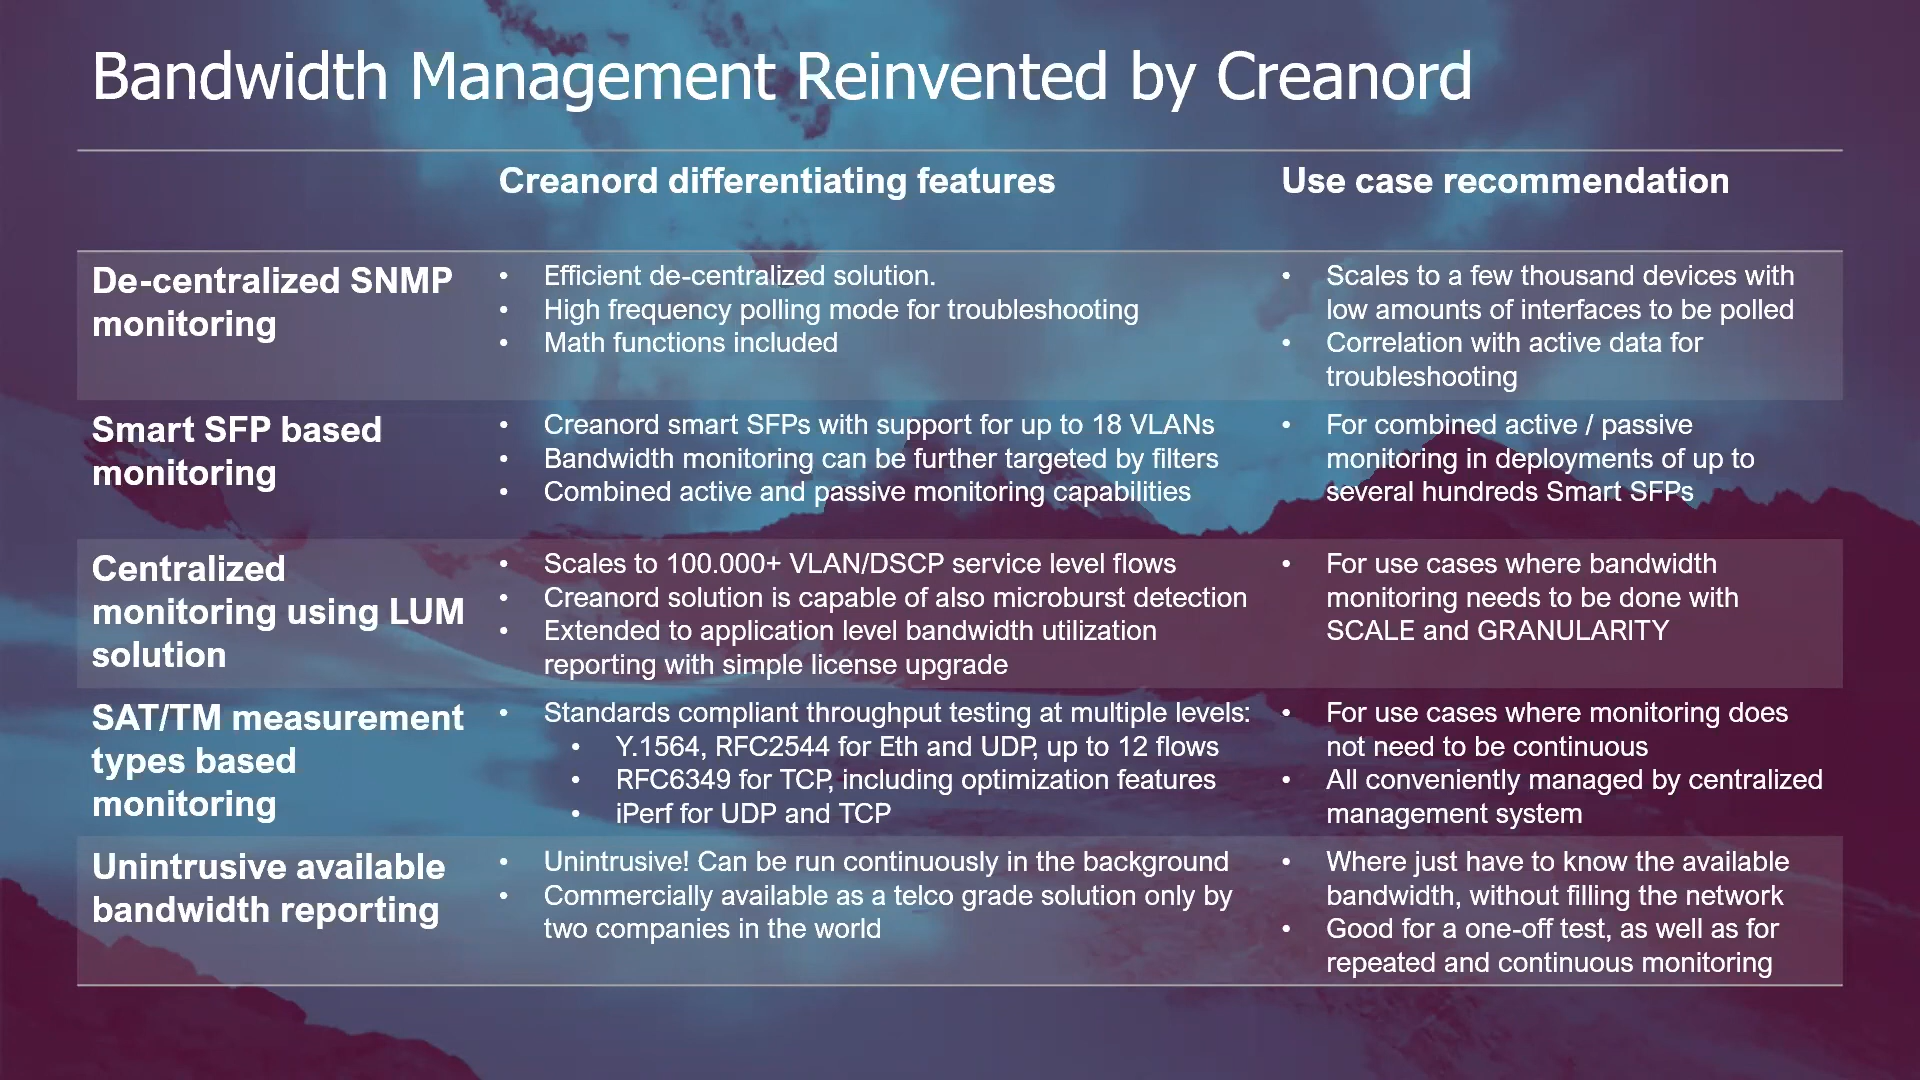 Bandwidth Management Reinvented by Creanord
Creanord differentiating features
Use case recommendation
De-centralized SNMP
monitoring
• Efficient de-centralized solution.
• High frequency polling mode for troubleshooting
• Math functions included
• Scales to a few thousand devices with
low amounts of interfaces to be polled
• Correlation with active data for
troubleshooting
Smart SFP based
monitoring
• Creanord smart SFPs with support for up to 18 VLANs
• Bandwidth monitoring can be further targeted by filters
• Combined active and passive monitoring capabilities
• For combined active / passive
monitoring in deployments of up to
several hundreds Smart SFPs
Centralized
monitoring using LUM
solution
• Scales to 100.000+ VLAN/DSCP service level flows
• Creanord solution is capable of also microburst detection
• Extended to application level bandwidth utilization
reporting with simple license upgrade
• For use cases where bandwidth
monitoring needs to be done with
SCALE and GRANULARITY
SAT/TM measurement
types based
monitoring
• Standards compliant throughput testing at multiple levels:
• Y.1564, RFC2544 for Eth and UDP, up to 12 flows
• RFC6349 for TCP, including optimization features
• iPerf for UDP and TCP
• For use cases where monitoring does
not need to be continuous
• All conveniently managed by centralized
management system
Unintrusive available
bandwidth reporting
• Unintrusive! Can be run continuously in the background
• Commercially available as a telco grade solution only by
two companies in the world
• Where just have to know the available
bandwidth, without filling the network
• Good for a one-off test, as well as for
repeated and continuous monitoring